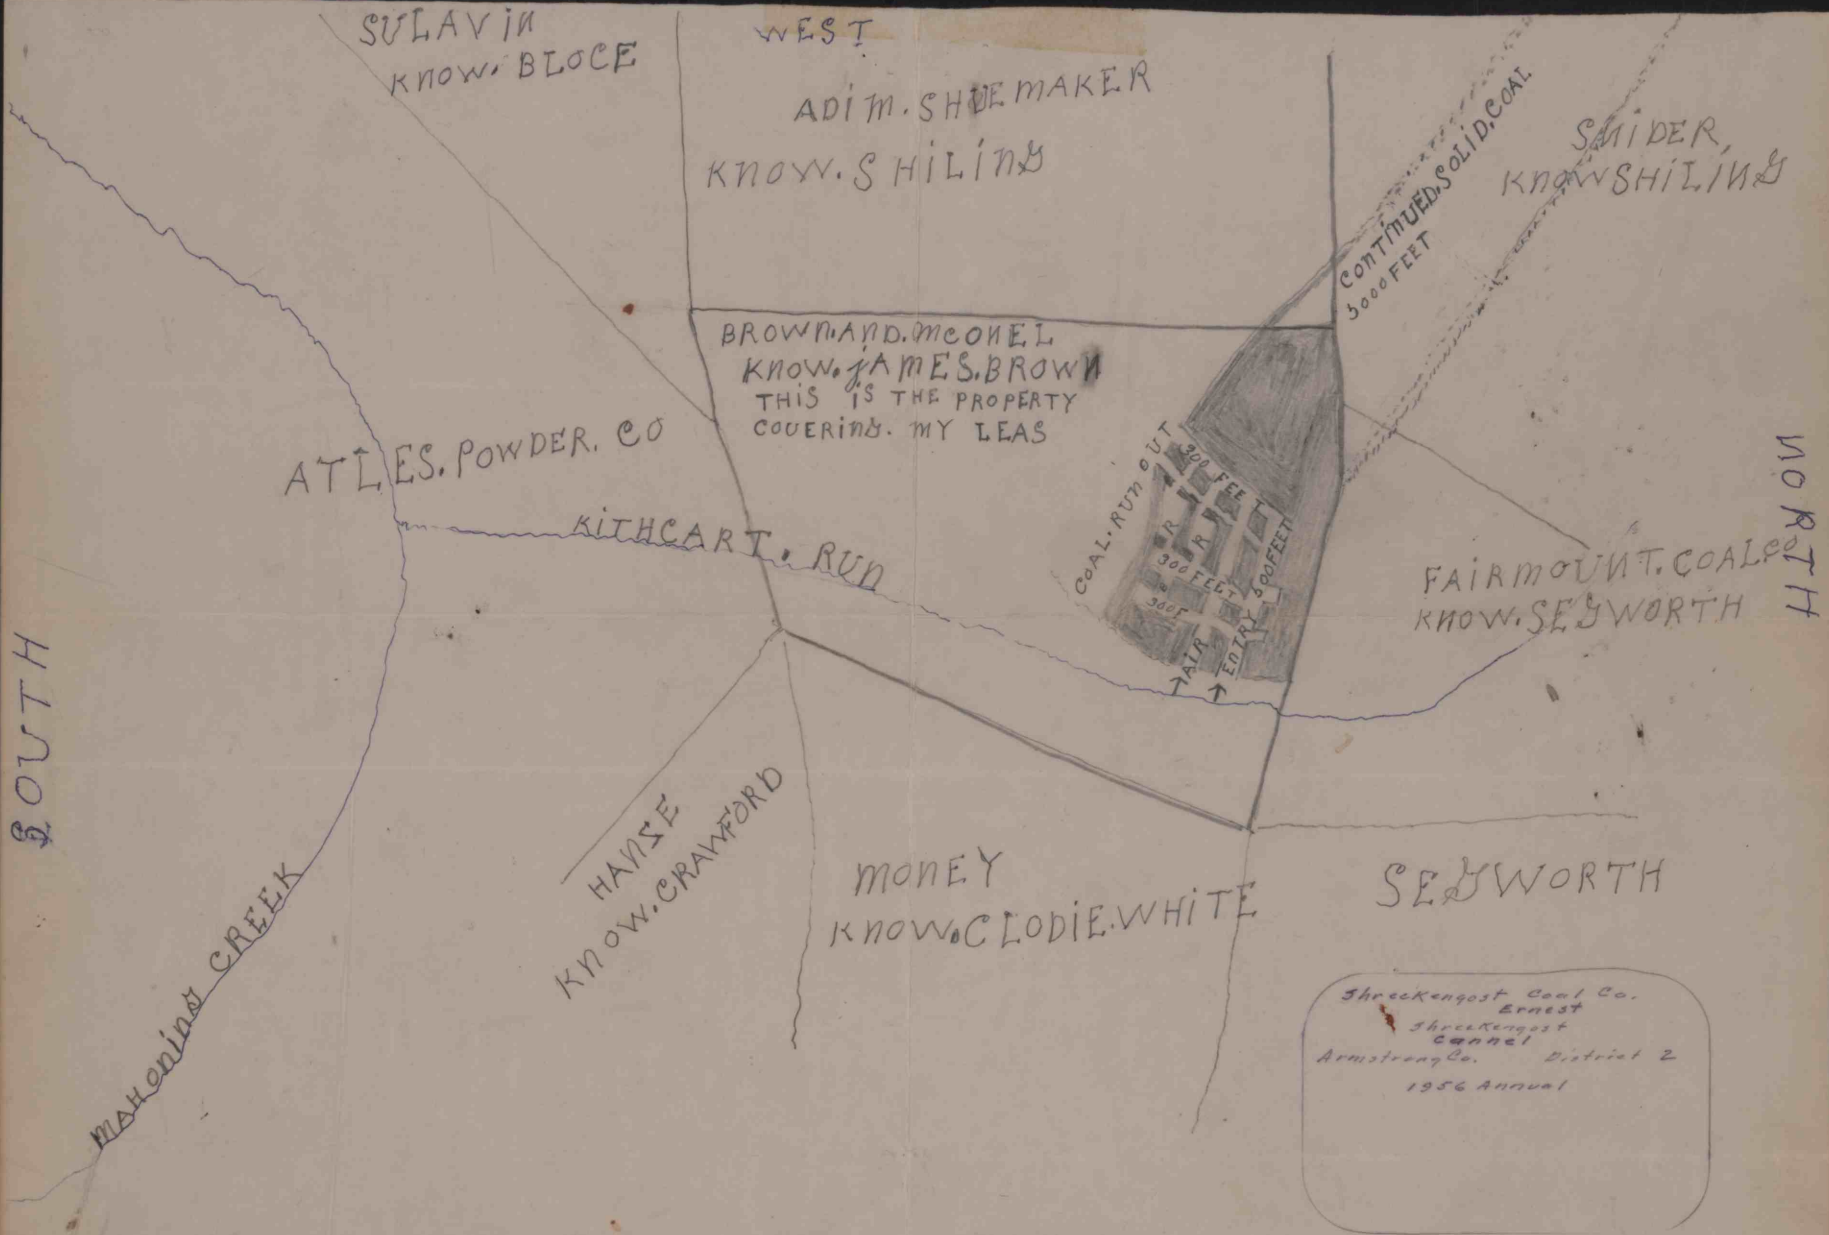 SULAVIN
KNOW. BLOCE
WEST
ADIM. SHUEMAKER
KNOW. SHILING
CONTINUED. SOLID. COAL
3000 FEET
SNIDER,
KNOW SHILING
BROWN. AND. MCONEL
KNOW. JAMES. BROWN
THIS IS THE PROPERTY
COVERING. MY LEAS
ATLES. POWDER. CO
KITHCART. RUN
COAL. RUN OUT
300 FEET
R
R
300 FEET
300F
500FEET
AIR
ENTRY
FAIRMOUNT. COAL. CO
KNOW. SEGWORTH
NORTH
SOUTH
HANSE
KNOW. CRAWFORD
MONEY
KNOW. CLODIE. WHITE
SEGWORTH
MAHONING CREEK
Shreckengost Coal Co.
Ernest
Shreckengost
Cannel
Armstrong Co. District 2
1956 Annual